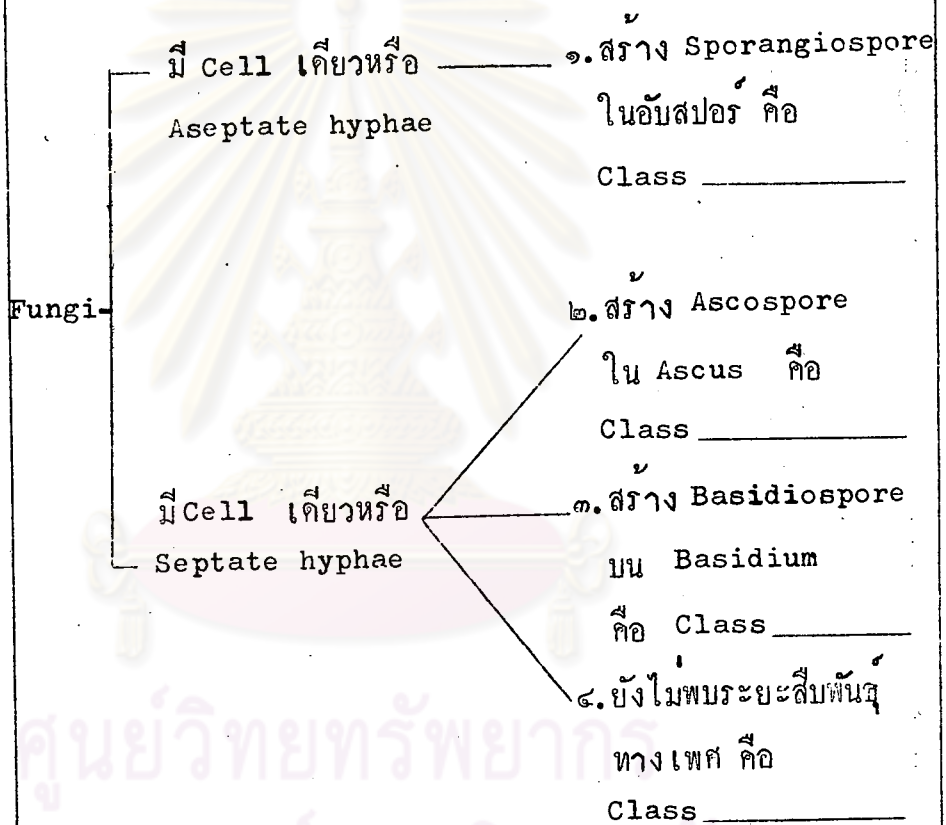 มี Cell เดียวหรือ
Aseptate hyphae
๑. สร้าง Sporangiospore
ในอับสปอร์ คือ
Class
Fungi
๒. สร้าง Ascospore
ใน Ascus คือ
Class
มี Cell เดียวหรือ
Septate hyphae
๓. สร้าง Basidiospore
บน Basidium
คือ Class
๔. ยังไม่พบระยะสืบพันธุ์
ทางเพศ คือ
Class
ศูนย์วิทยทรัพยากร